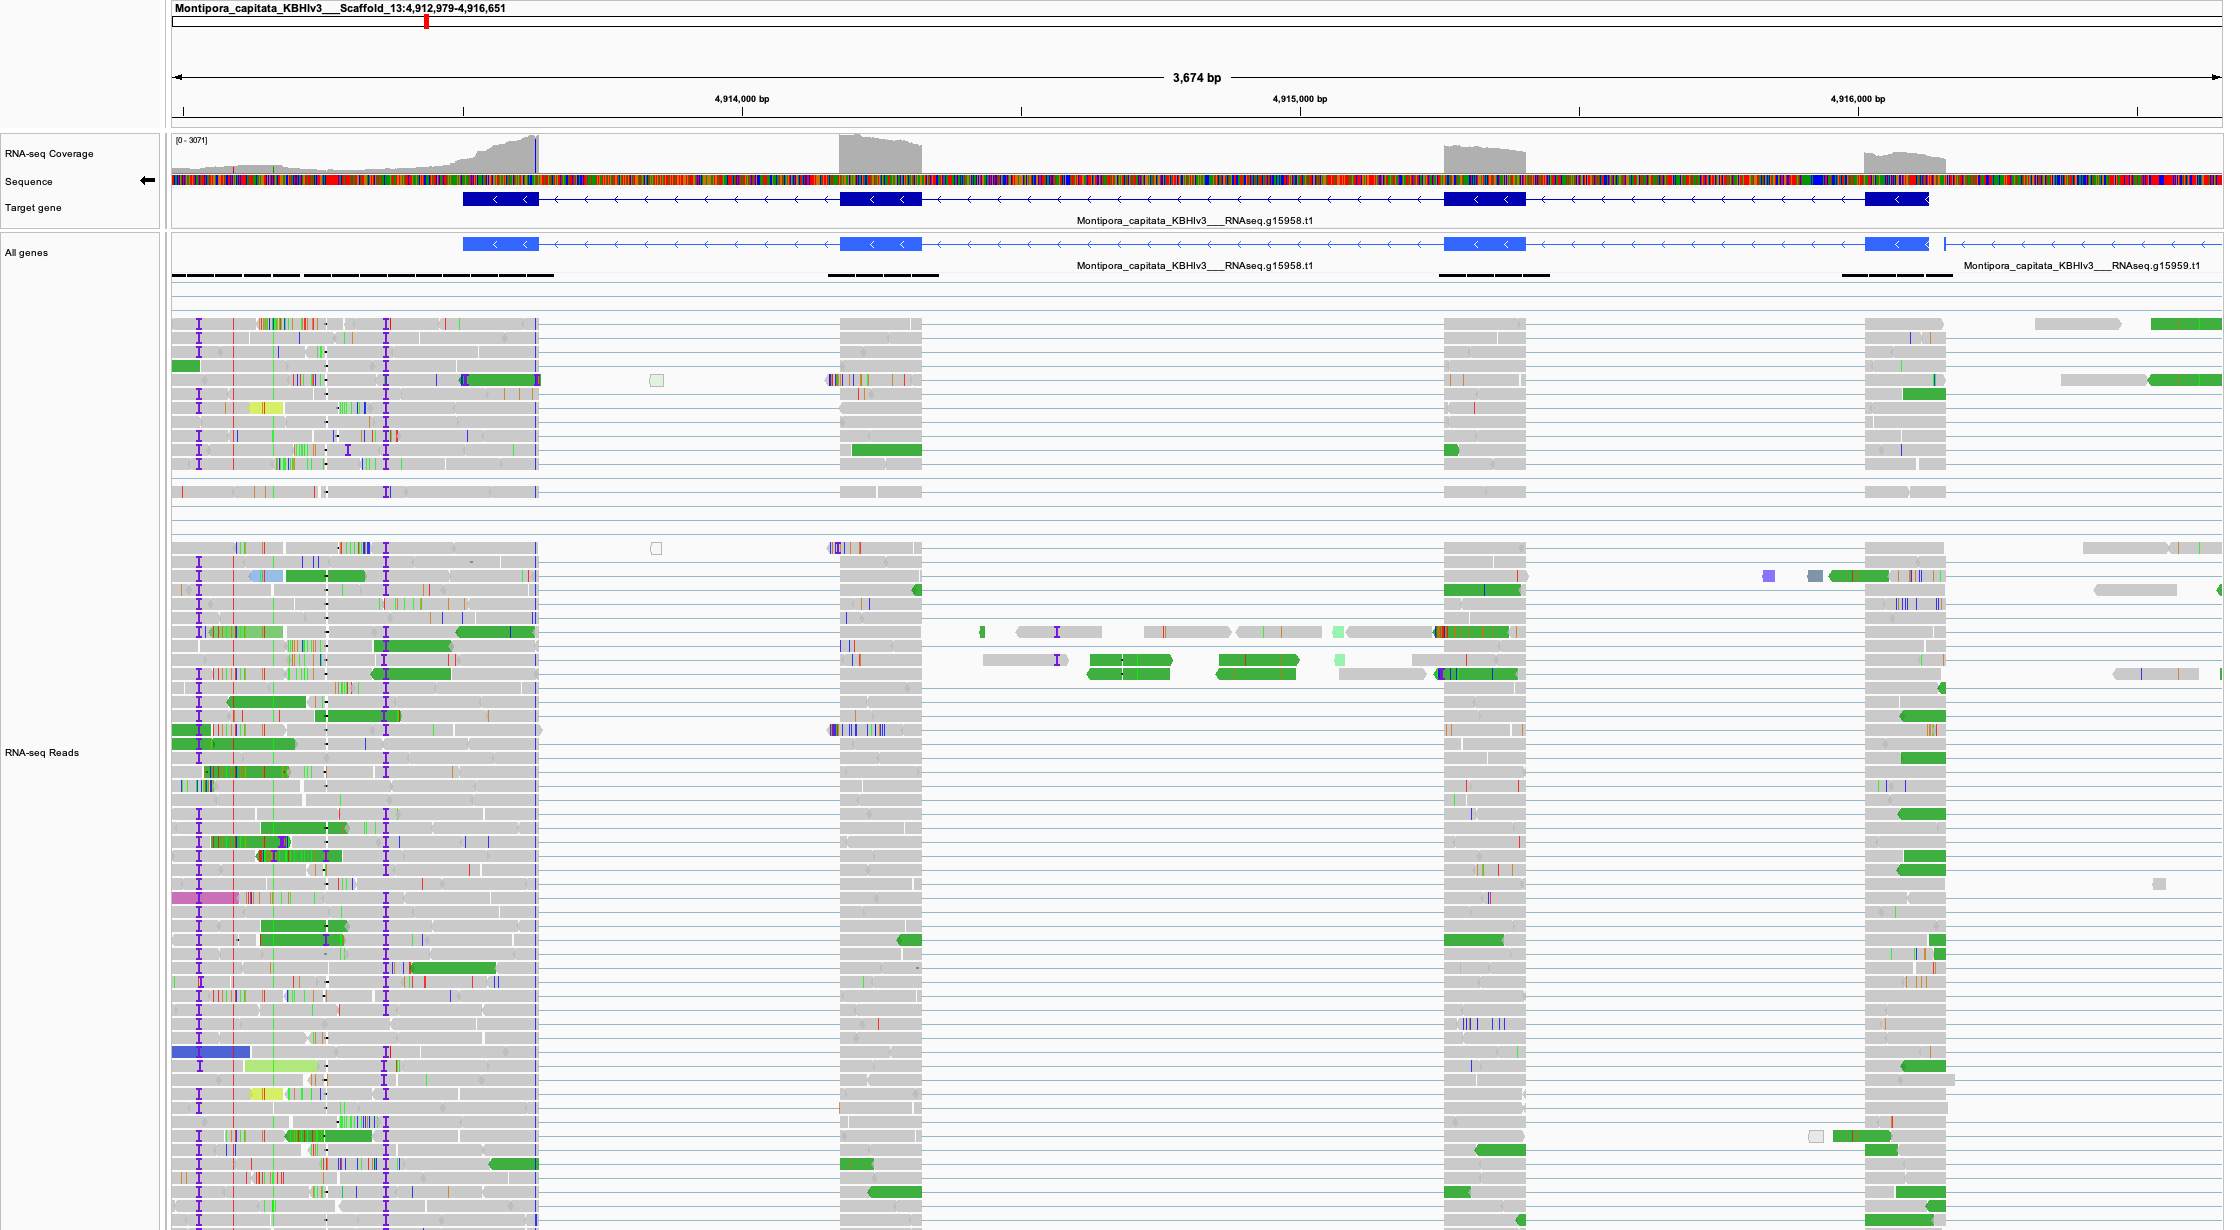 Montipora_capitata_KBHIv3___Scaffold_13:4,912,979-4,916,651
3,674 bp
4,914,000 bp
4,915,000 bp
4,916,000 bp
[0 - 3071]
RNA-seq Coverage
Sequence
Target gene
Montipora_capitata_KBHIv3___RNAseq.g15958.t1
All genes
Montipora_capitata_KBHIv3___RNAseq.g15958.t1
Montipora_capitata_KBHIv3___RNAseq.g15959.t1
RNA-seq Reads